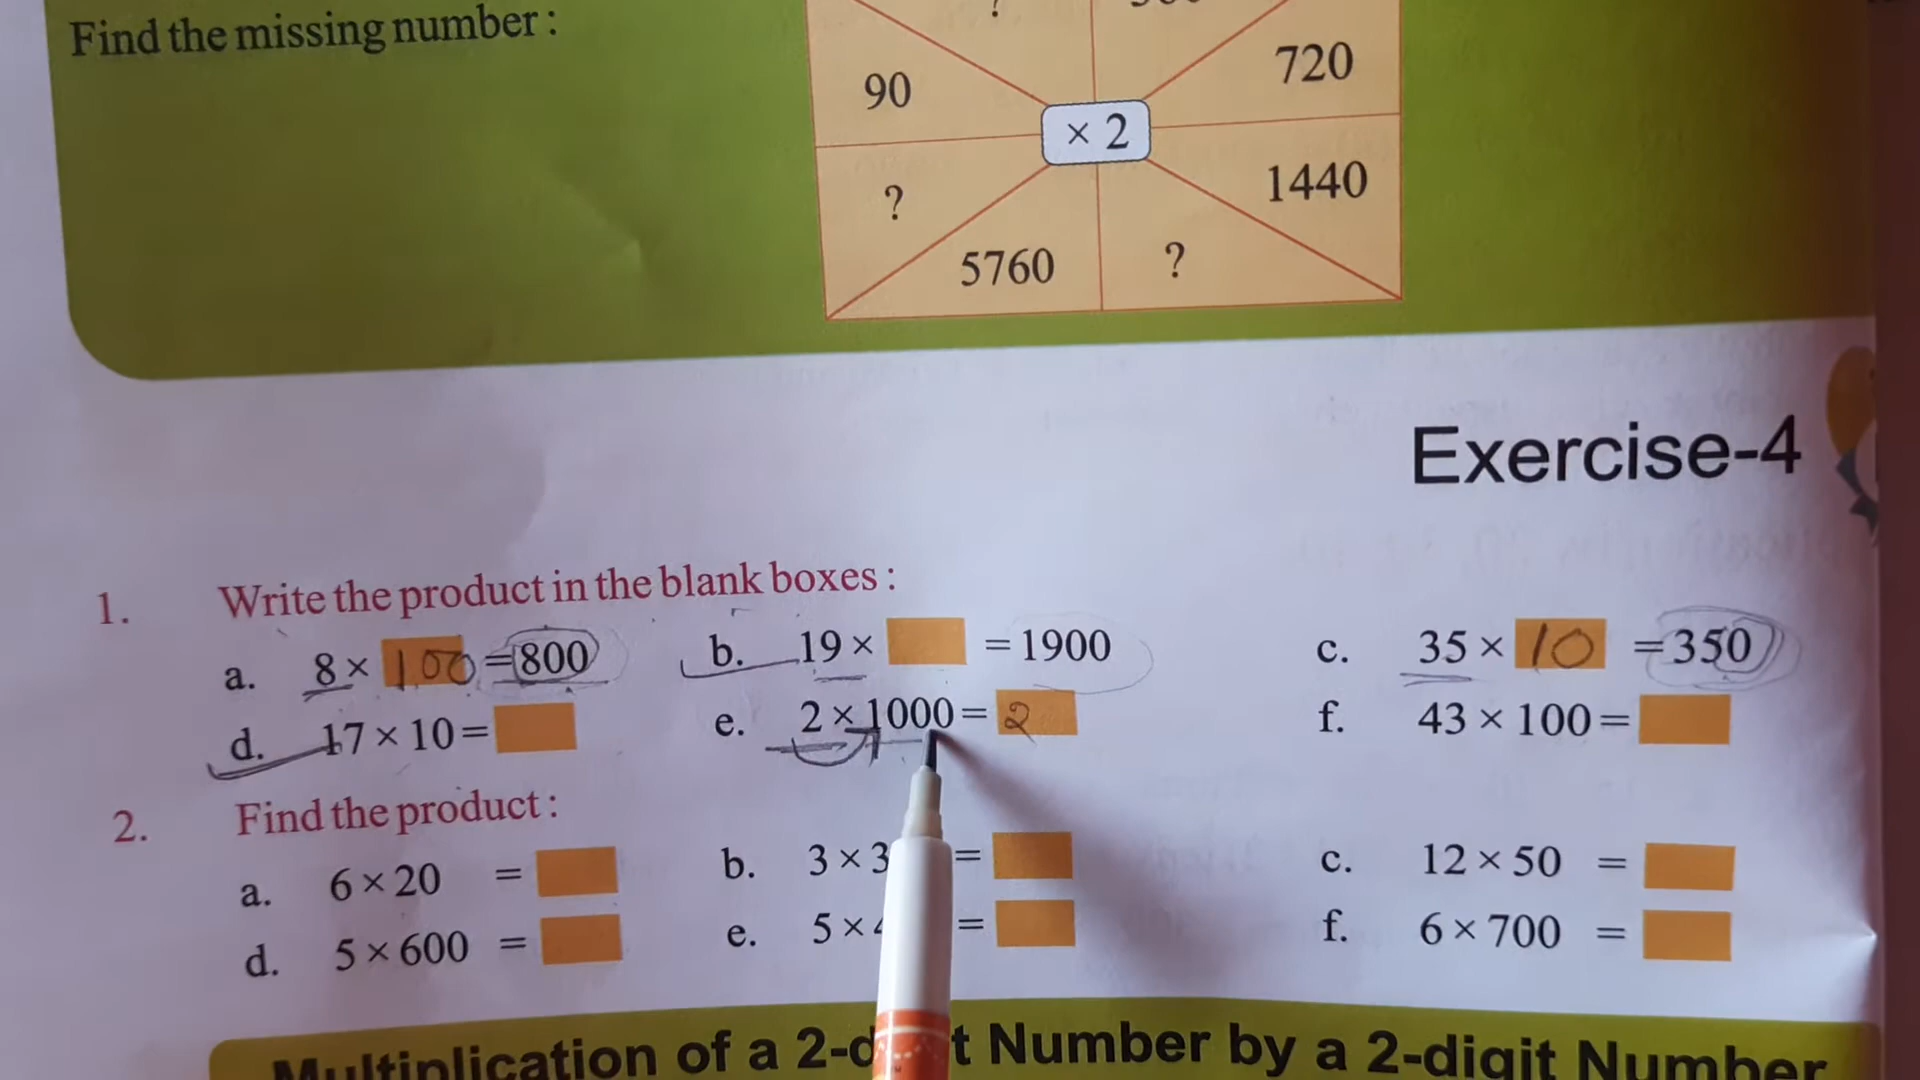 Find the missing number :
?
90
720
× 2
?
1440
5760
?
Exercise-4
1. Write the product in the blank boxes :
a. 8 × 100 = 800 b. 19 × = 1900 c. 35 × 10 = 350
d. 17 × 10 = e. 2 × 1000 = 2 f. 43 × 100 =
2. Find the product :
a. 6 × 20 = b. 3 × 3 = c. 12 × 50 =
d. 5 × 600 = e. 5 × = f. 6 × 700 =
Multiplication of a 2-d t Number by a 2-digit Number